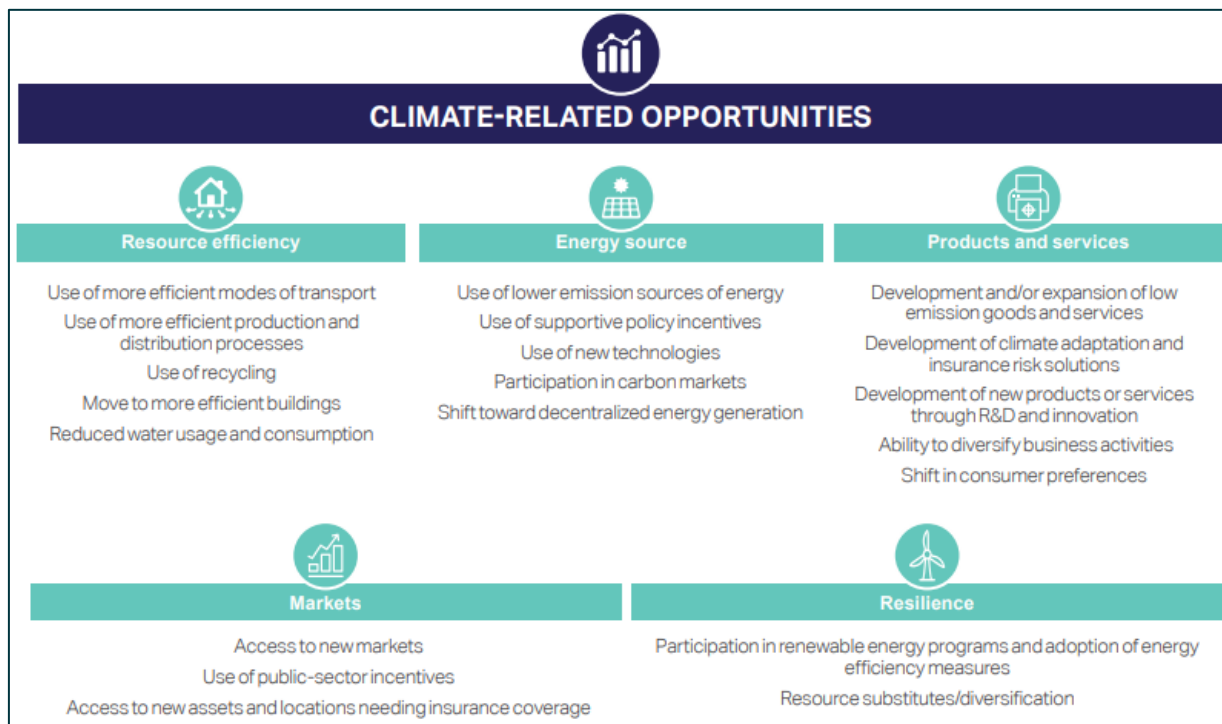 CLIMATE-RELATED OPPORTUNITIES
Resource efficiency
Use of more efficient modes of transport
Use of more efficient production and
distribution processes
Use of recycling
Move to more efficient buildings
Reduced water usage and consumption
Energy source
Use of lower emission sources of energy
Use of supportive policy incentives
Use of new technologies
Participation in carbon markets
Shift toward decentralized energy generation
Products and services
Development and/or expansion of low
emission goods and services
Development of climate adaptation and
insurance risk solutions
Development of new products or services
through R&D and innovation
Ability to diversify business activities
Shift in consumer preferences
Markets
Access to new markets
Use of public-sector incentives
Access to new assets and locations needing insurance coverage
Resilience
Participation in renewable energy programs and adoption of energy
efficiency measures
Resource substitutes/diversification